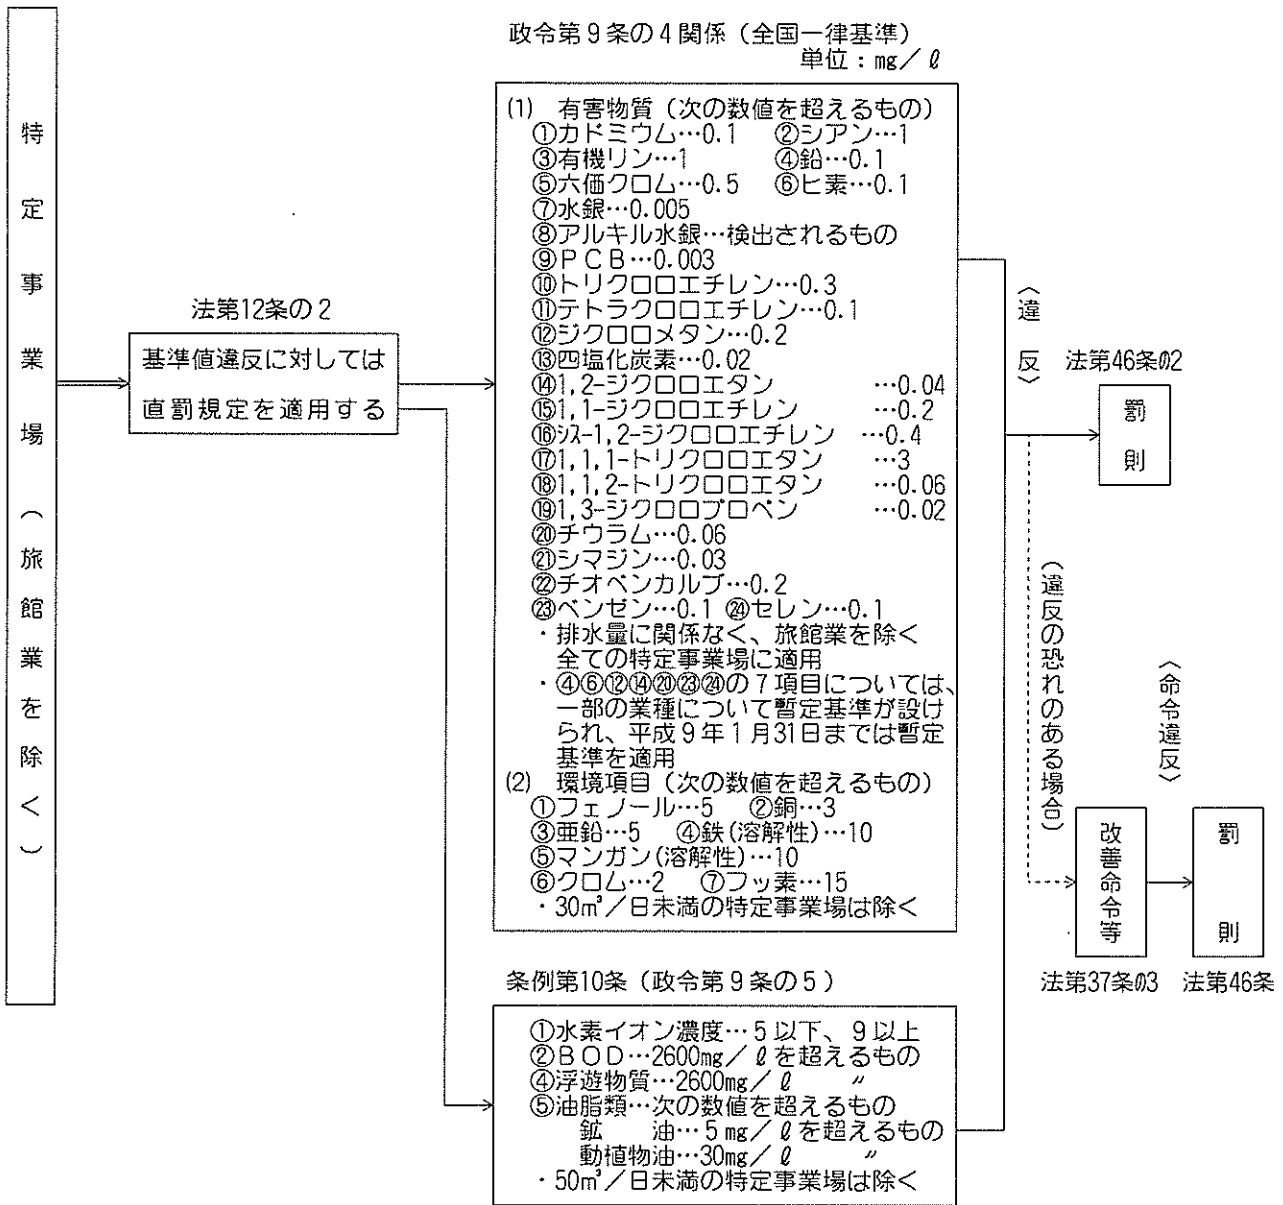 特定事業場（旅館業を除く）
法第12条の2
基準値違反に対しては
直罰規定を適用する
政令第9条の4関係（全国一律基準）
単位：mg／ℓ
(1) 有害物質（次の数値を超えるもの）
①カドミウム…0.1 ②シアン…1
③有機リン…1 ④鉛…0.1
⑤六価クロム…0.5 ⑥ヒ素…0.1
⑦水銀…0.005
⑧アルキル水銀…検出されるもの
⑨PCB…0.003
⑩トリクロロエチレン…0.3
⑪テトラクロロエチレン…0.1
⑫ジクロロメタン…0.2
⑬四塩化炭素…0.02
⑭1,2-ジクロロエタン …0.04
⑮1,1-ジクロロエチレン …0.2
⑯シス-1,2-ジクロロエチレン …0.4
⑰1,1,1-トリクロロエタン …3
⑱1,1,2-トリクロロエタン …0.06
⑲1,3-ジクロロプロペン …0.02
⑳チウラム…0.06
㉑シマジン…0.03
㉒チオベンカルブ…0.2
㉓ベンゼン…0.1 ㉔セレン…0.1
・排水量に関係なく、旅館業を除く
全ての特定事業場に適用
・④⑥⑫⑭⑳㉓㉔の7項目については、
一部の業種について暫定基準が設け
られ、平成9年1月31日までは暫定
基準を適用
(2) 環境項目（次の数値を超えるもの）
①フェノール…5 ②銅…3
③亜鉛…5 ④鉄(溶解性)…10
⑤マンガン(溶解性)…10
⑥クロム…2 ⑦フッ素…15
・30㎥／日未満の特定事業場は除く
条例第10条（政令第9条の5）
①水素イオン濃度…5以下、9以上
②BOD…2600mg／ℓを超えるもの
④浮遊物質…2600mg／ℓ 〃
⑤油脂類…次の数値を超えるもの
鉱 油…5mg／ℓを超えるもの
動植物油…30mg／ℓ 〃
・50㎥／日未満の特定事業場は除く
〈違反〉
法第46条の2
罰則
（違反の恐れのある場合）
〈命令違反〉
改善命令等
法第37条の3
罰則
法第46条